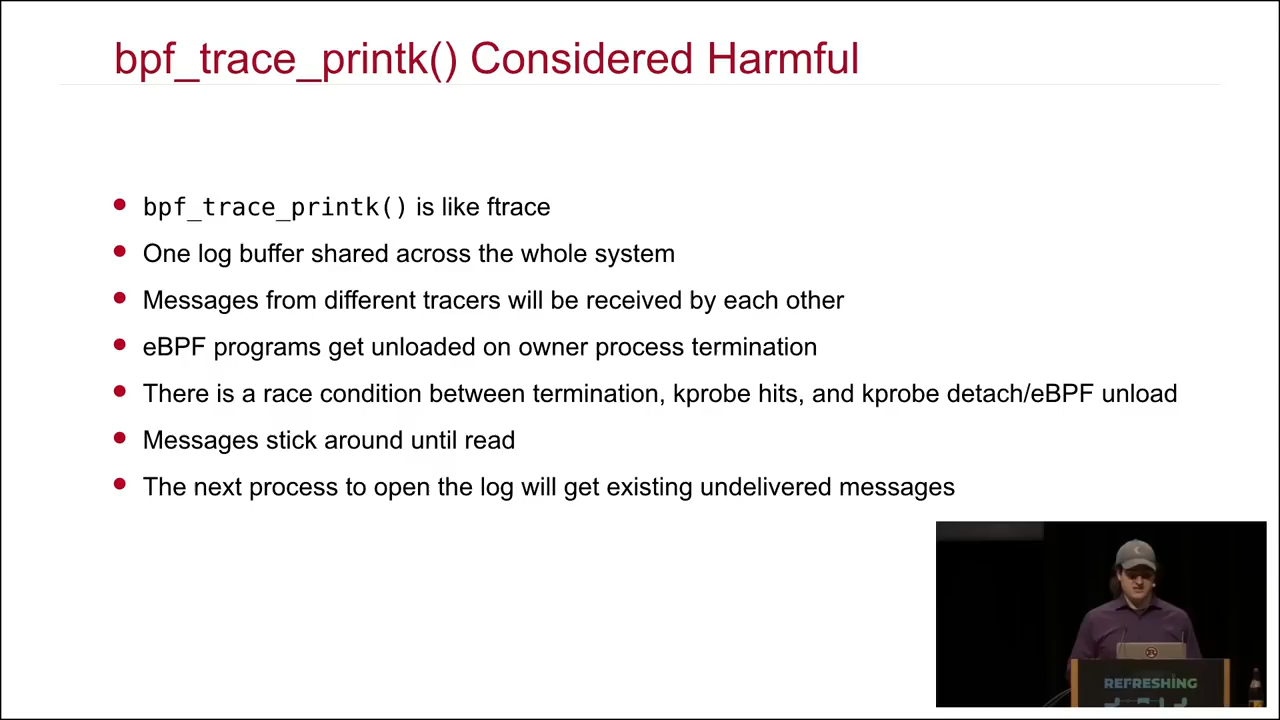 bpf_trace_printk() Considered Harmful
bpf_trace_printk() is like ftrace
One log buffer shared across the whole system
Messages from different tracers will be received by each other
eBPF programs get unloaded on owner process termination
There is a race condition between termination, kprobe hits, and kprobe detach/eBPF unload
Messages stick around until read
The next process to open the log will get existing undelivered messages
REFRESHING